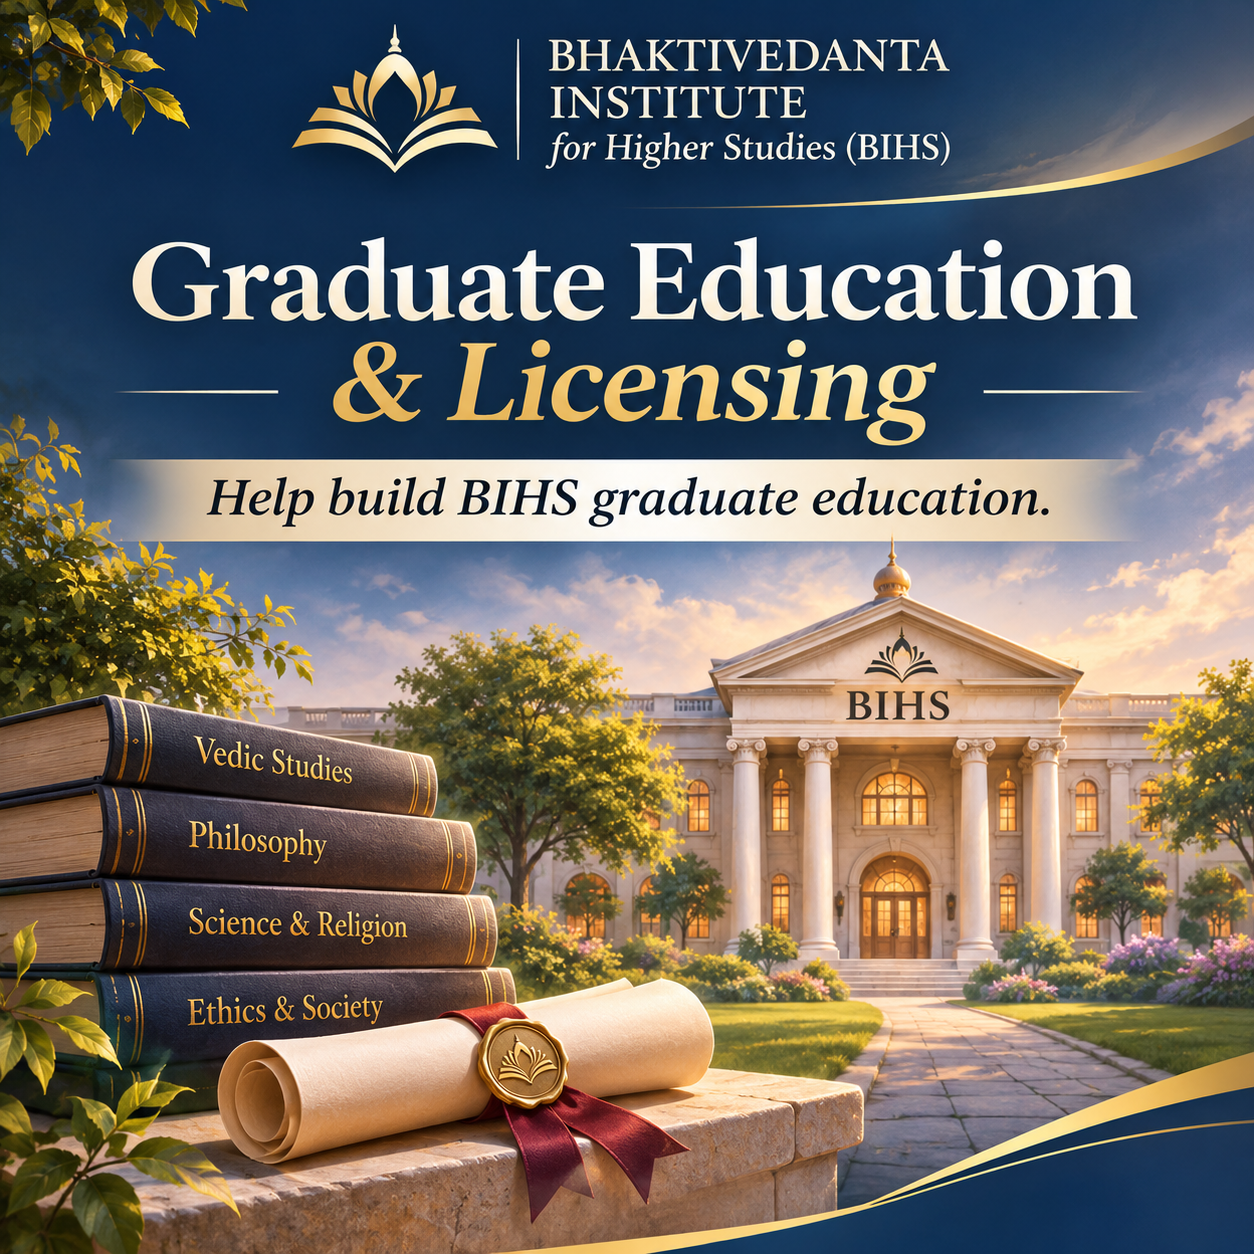 BHAKTIVEDANTA
INSTITUTE
for Higher Studies (BIHS)
Graduate Education
& Licensing
Help build BIHS graduate education.
BIHS
Vedic Studies
Philosophy
Science & Religion
Ethics & Society